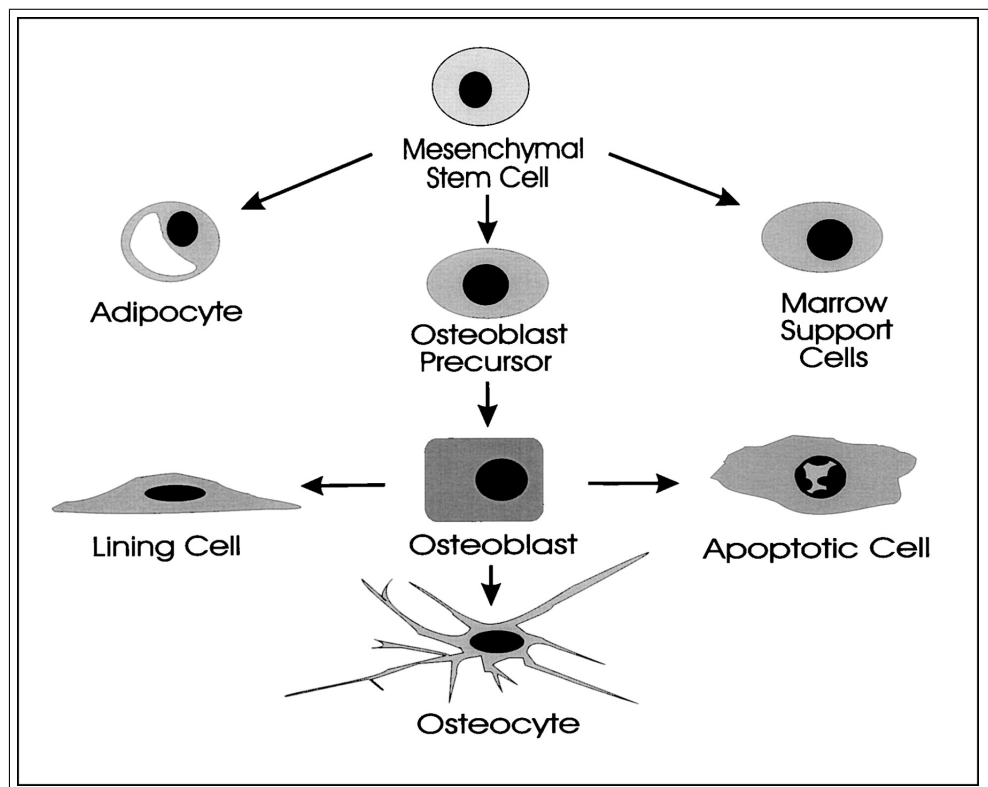 Mesenchymal
Stem Cell
Adipocyte
Osteoblast
Precursor
Marrow
Support
Cells
Lining Cell
Osteoblast
Apoptotic Cell
Osteocyte